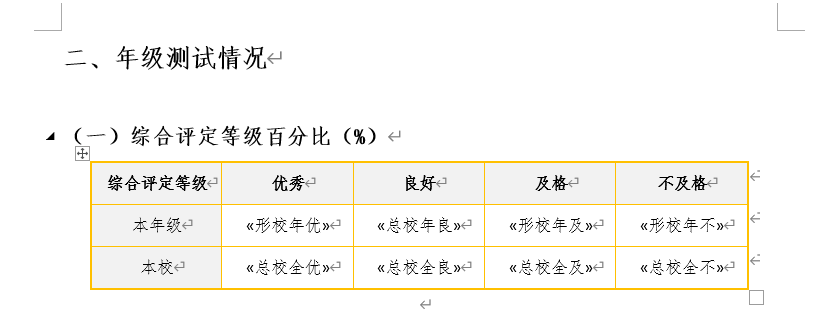 二、年级测试情况
（一）综合评定等级百分比（%）
综合评定等级 优秀 良好 及格 不及格
本年级 «形校年优» «总校年良» «形校年及» «形校年不»
本校 «总校全优» «总校全良» «总校全及» «总校全不»